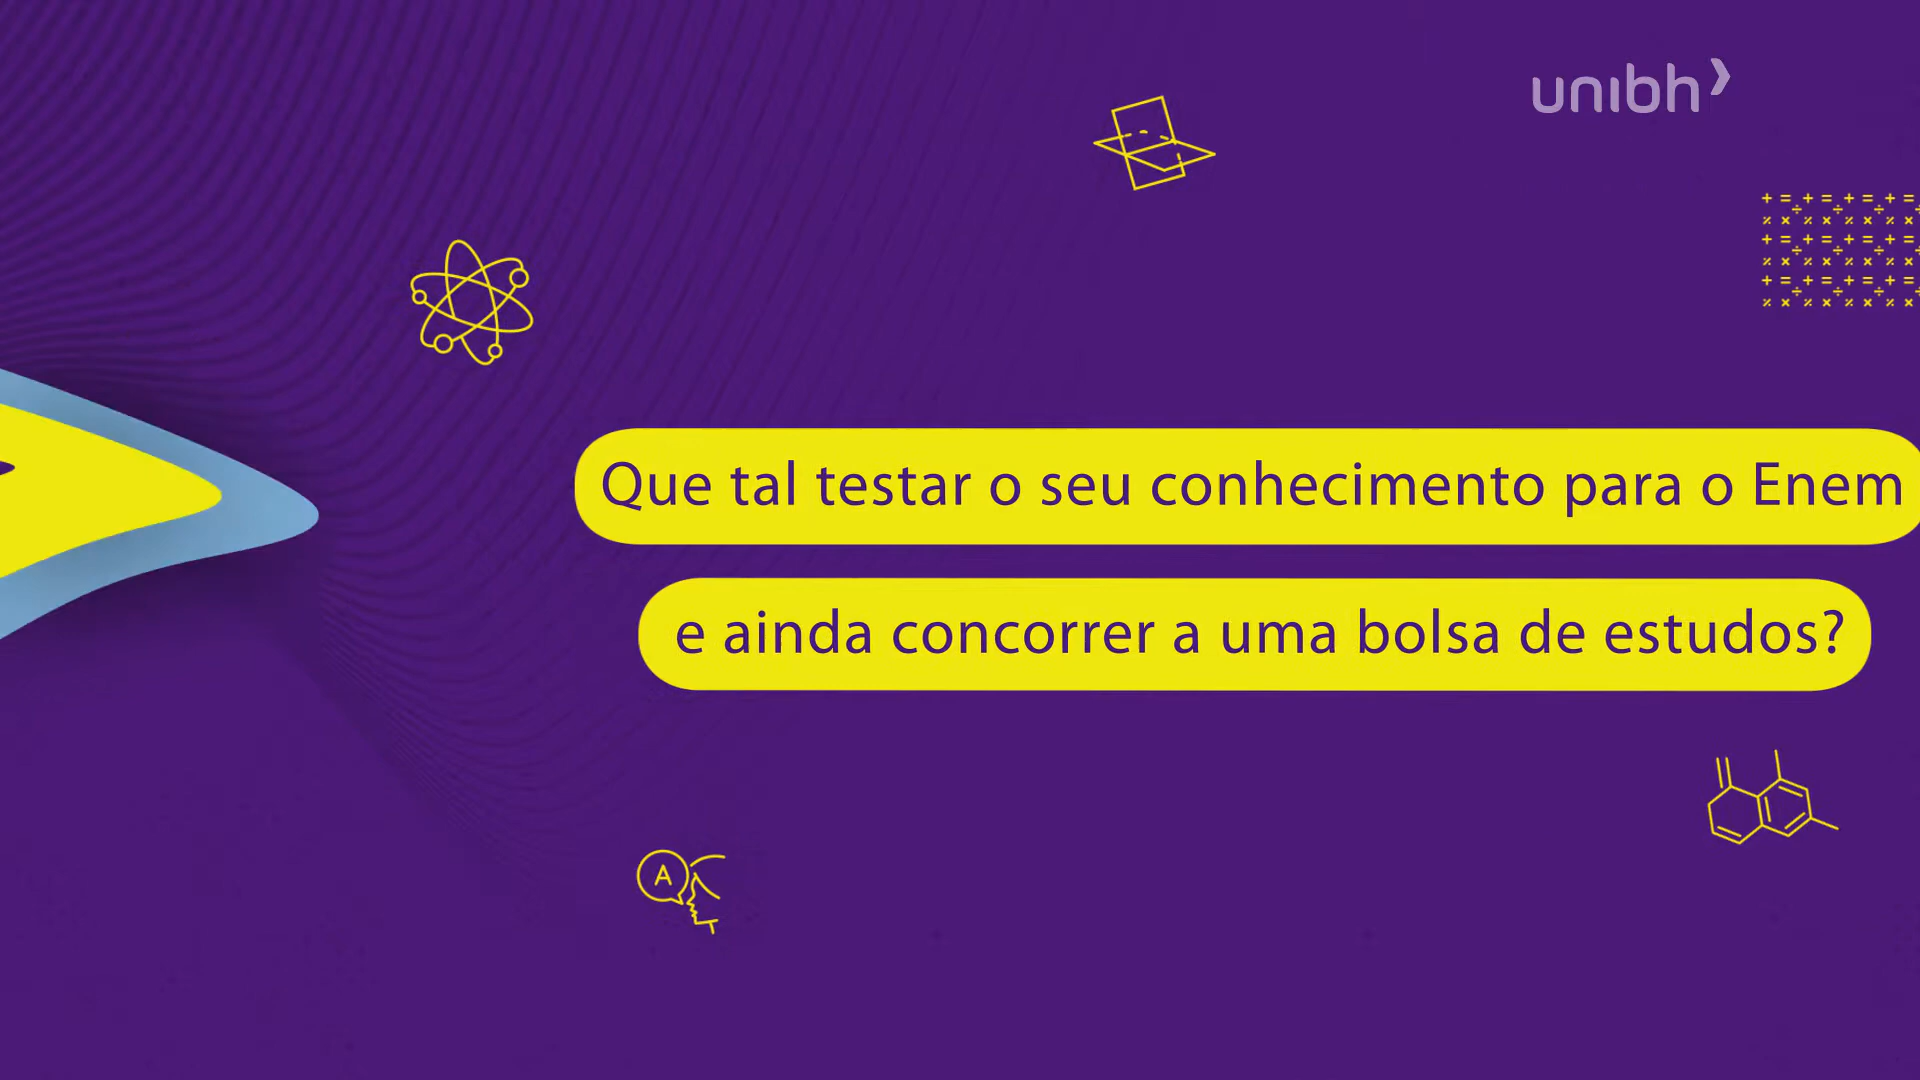 unibh
Que tal testar o seu conhecimento para o Enem
e ainda concorrer a uma bolsa de estudos?
A